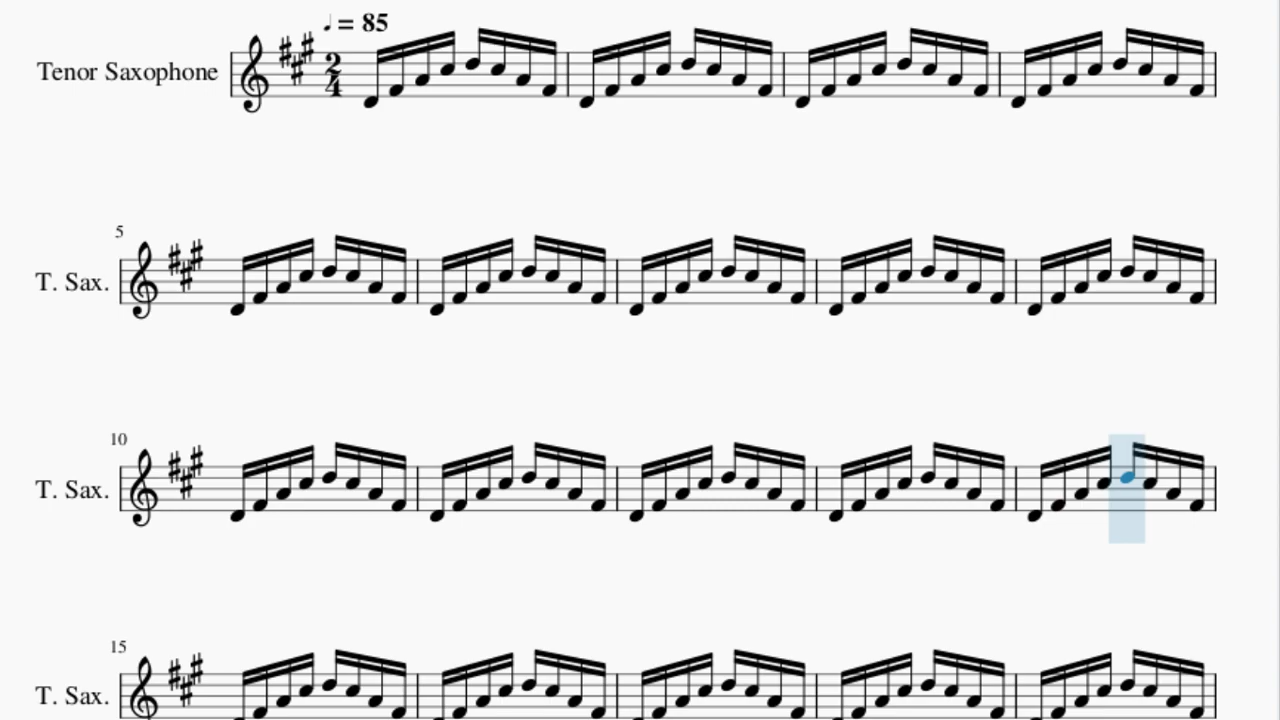 ♩ = 85
Tenor Saxophone
2
4
5
T. Sax.
10
T. Sax.
15
T. Sax.